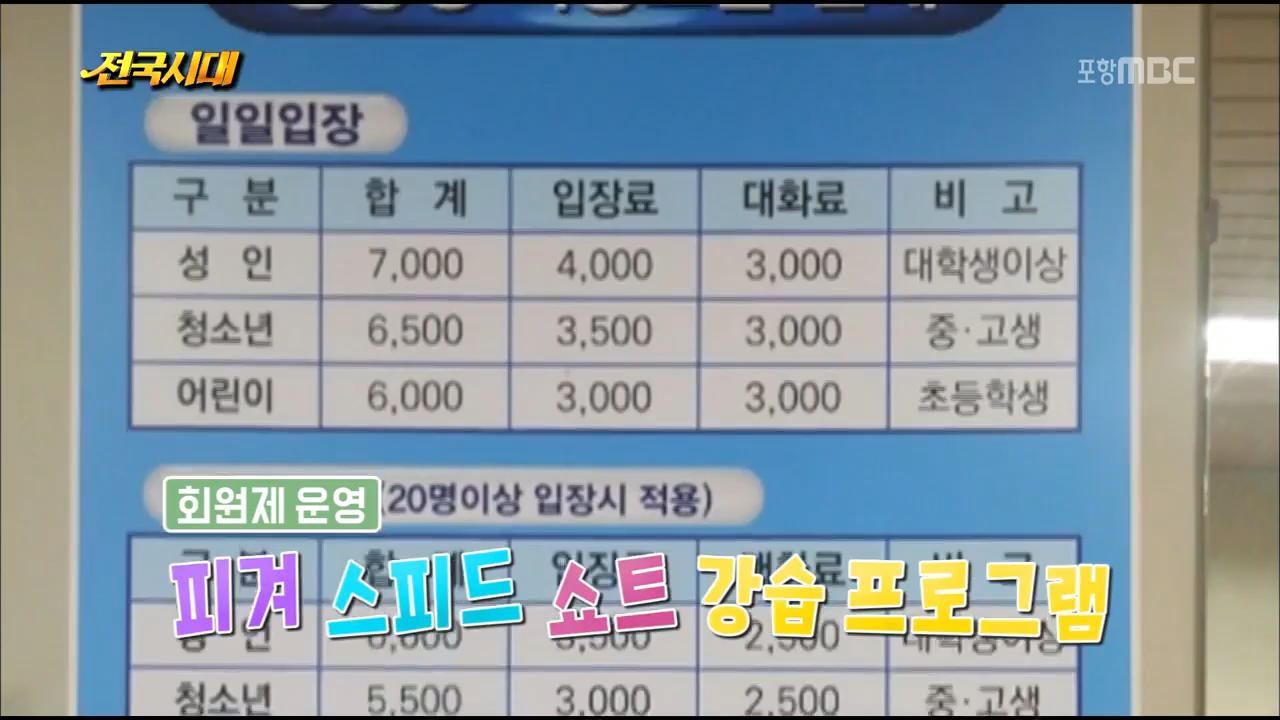 전국시대
포항MBC
일일입장
구 분 합 계 입장료 대화료 비 고
성 인 7,000 4,000 3,000 대학생이상
청소년 6,500 3,500 3,000 중·고생
어린이 6,000 3,000 3,000 초등학생
회원제 운영
(20명이상 입장시 적용)
피겨 스피드 쇼트 강습 프로그램
청소년 5,500 3,000 2,500 중·고생